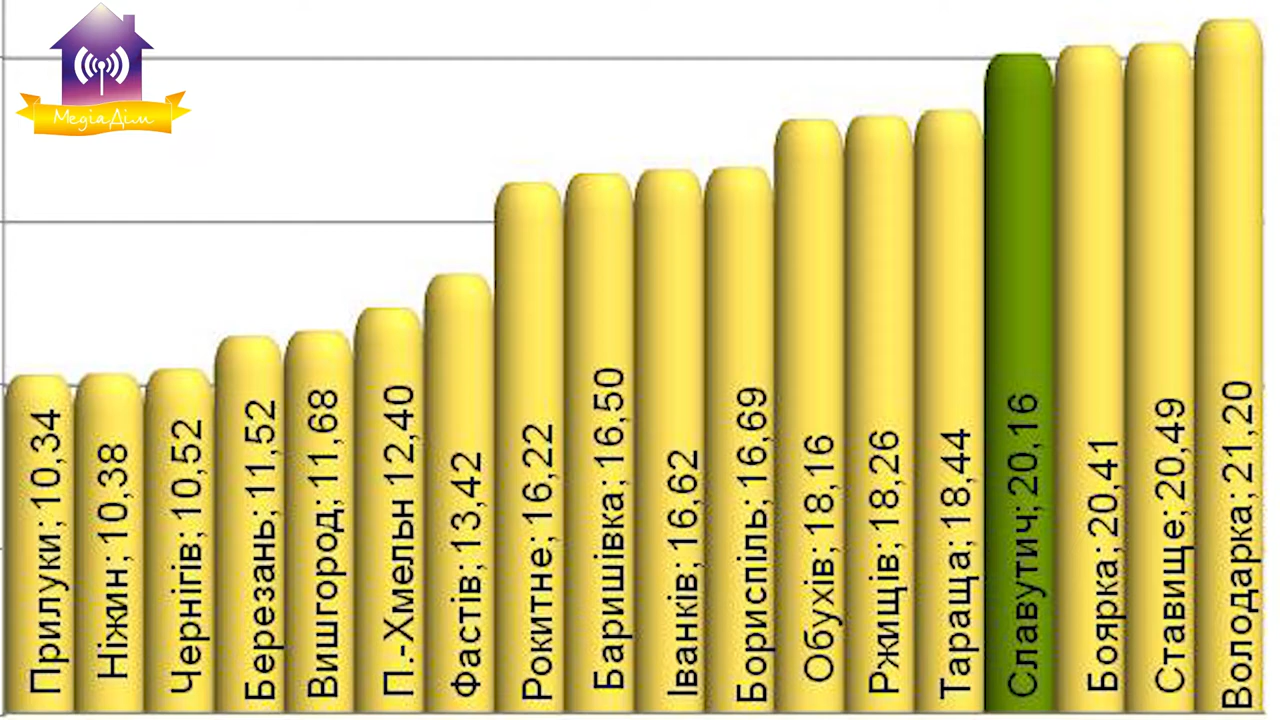 МедіаДім
Прилуки; 10,34
Ніжин; 10,38
Чернігів; 10,52
Березань; 11,52
Вишгород; 11,68
П.-Хмельн 12,40
Фастів; 13,42
Рокитне; 16,22
Баришівка; 16,50
Іванків; 16,62
Бориспіль; 16,69
Обухів; 18,16
Ржищів; 18,26
Тараща; 18,44
Славутич; 20,16
Боярка; 20,41
Ставище; 20,49
Володарка; 21,20